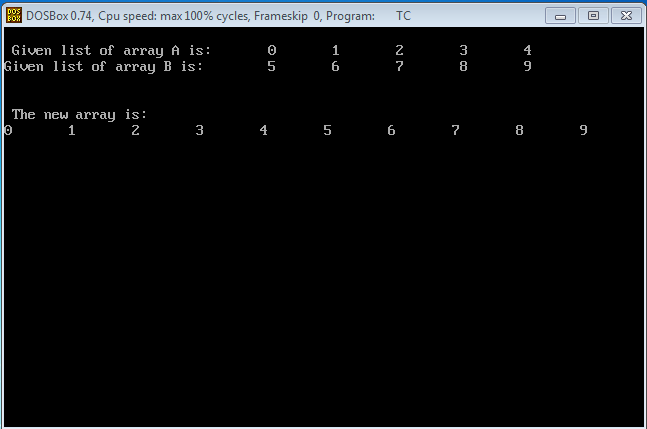 DOS BOX DOSBox 0.74, Cpu speed: max 100% cycles, Frameskip 0, Program: TC
Given list of array A is: 0 1 2 3 4
Given list of array B is: 5 6 7 8 9
The new array is:
0 1 2 3 4 5 6 7 8 9